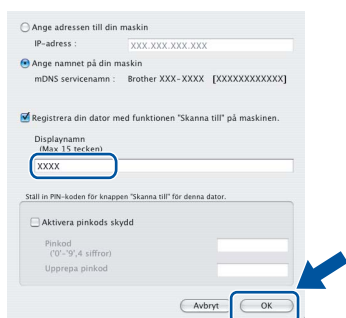 Ange adressen till din maskin
IP-adress : XXX.XXX.XXX.XXX
Ange namnet på din maskin
mDNS servicenamn : Brother XXX-XXXX [XXXXXXXXXXXX]
Registrera din dator med funktionen "Skanna till" på maskinen.
Displaynamn
(Max 15 tecken)
XXXX
Ställ in PIN-koden för knappen "Skanna till" för denna dator.
Aktivera pinkods skydd
Pinkod
('0'-'9',4 siffror)
Upprepa pinkod
Avbryt OK